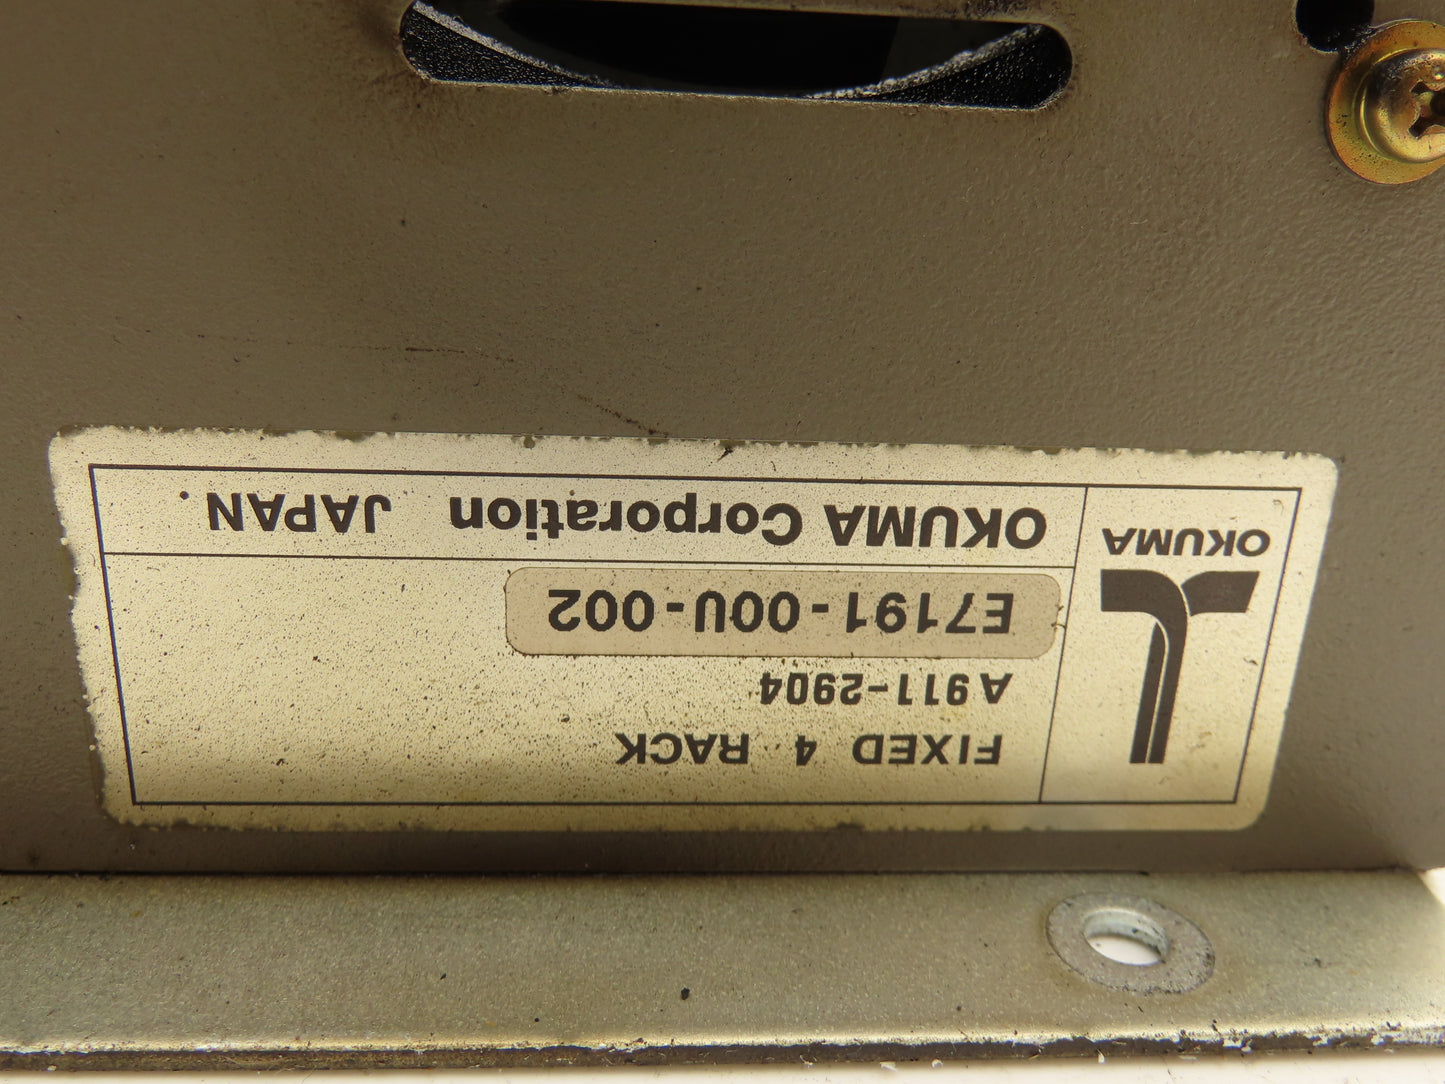 OKUMA
FIXED 4 RACK
A911-2904
E7191-00U-002
OKUMA Corporation JAPAN.